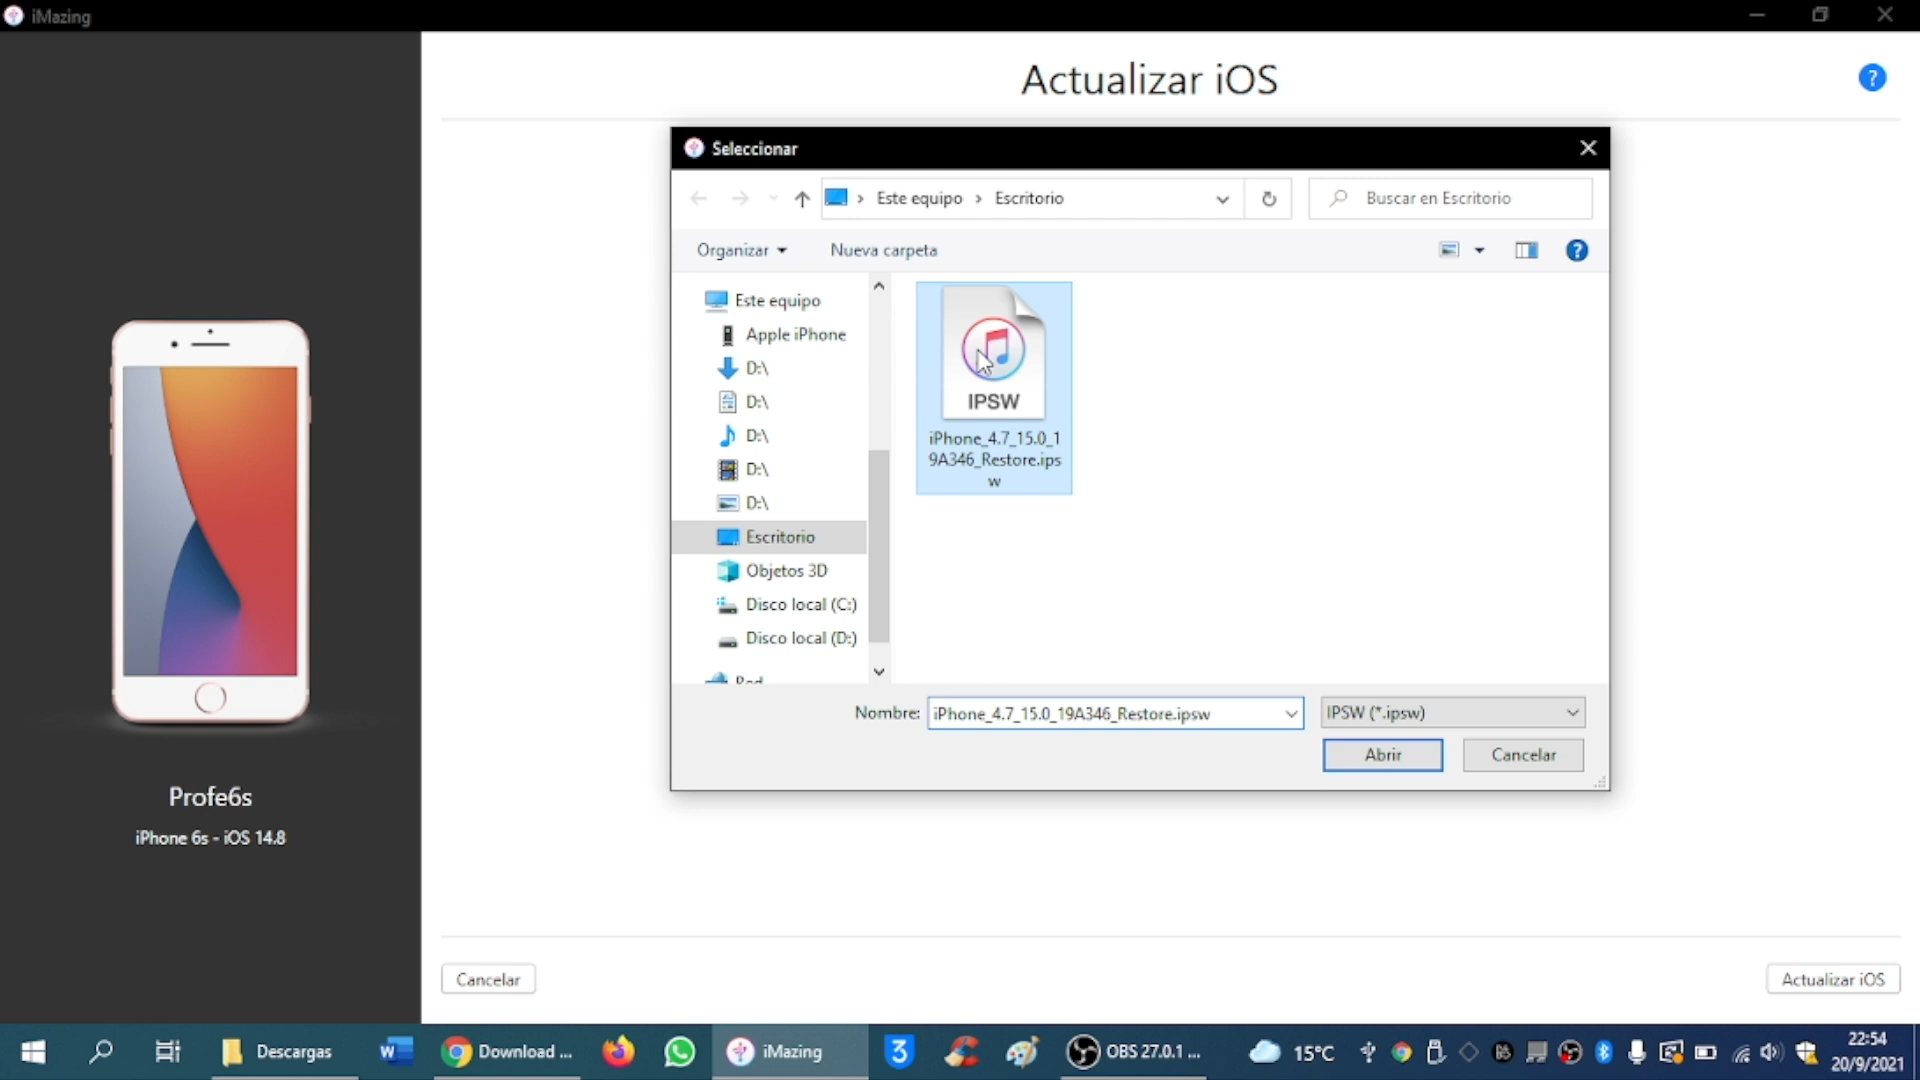 iMazing
Actualizar iOS
?
Seleccionar
Este equipo
Escritorio
Buscar en Escritorio
Organizar
Nueva carpeta
?
Este equipo
Apple iPhone
D:\
D:\
D:\
D:\
D:\
Escritorio
Objetos 3D
Disco local (C:)
Disco local (D:)
Red
IPSW
iPhone_4.7_15.0_1
9A346_Restore.ips
w
Nombre:
iPhone_4.7_15.0_19A346_Restore.ipsw
IPSW (*.ipsw)
Abrir
Cancelar
Profe6s
iPhone 6s - iOS 14.8
Cancelar
Actualizar iOS
Descargas
W
Download ...
iMazing
3
OBS 27.0.1 ...
15°C
22:54
20/9/2021